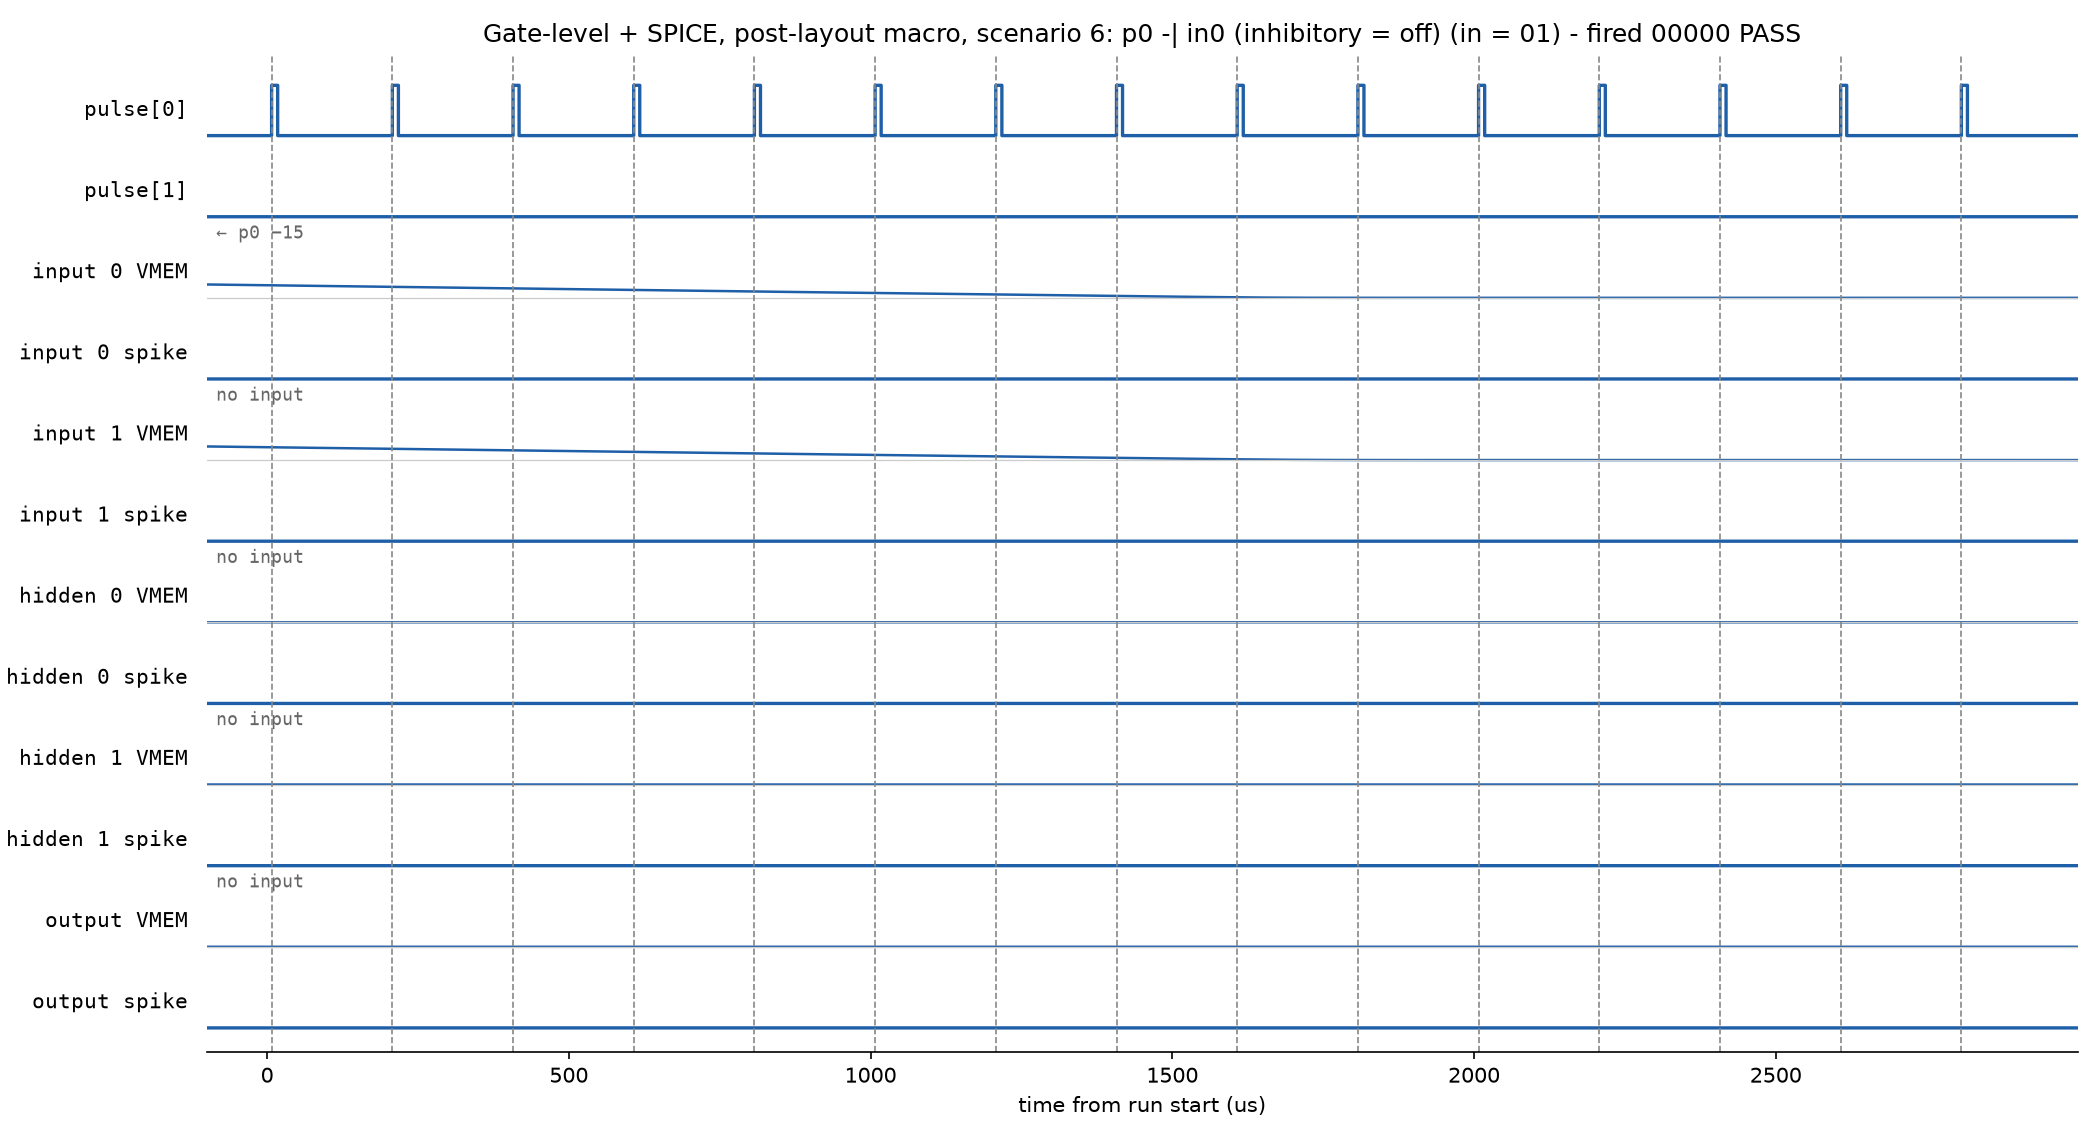 Gate-level + SPICE, post-layout macro, scenario 6: p0 -| in0 (inhibitory = off) (in = 01) - fired 00000 PASS
pulse[0]
pulse[1]
← p0 −15
input 0 VMEM
input 0 spike
no input
input 1 VMEM
input 1 spike
no input
hidden 0 VMEM
hidden 0 spike
no input
hidden 1 VMEM
hidden 1 spike
no input
output VMEM
output spike
0 500 1000 1500 2000 2500
time from run start (us)